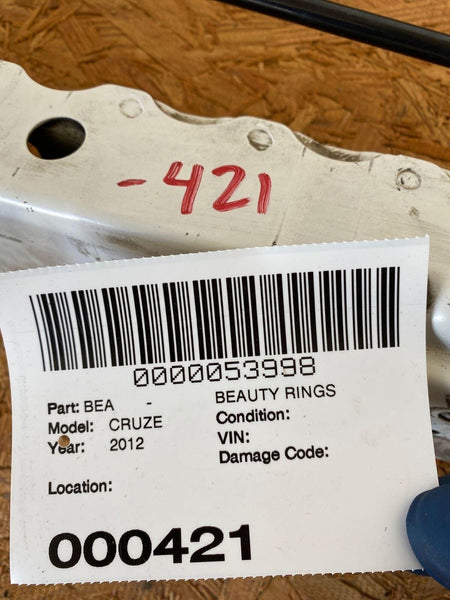 -421
0000053998
Part: BEA - BEAUTY RINGS
Model: CRUZE Condition:
Year: 2012 VIN:
Damage Code:
Location:
000421